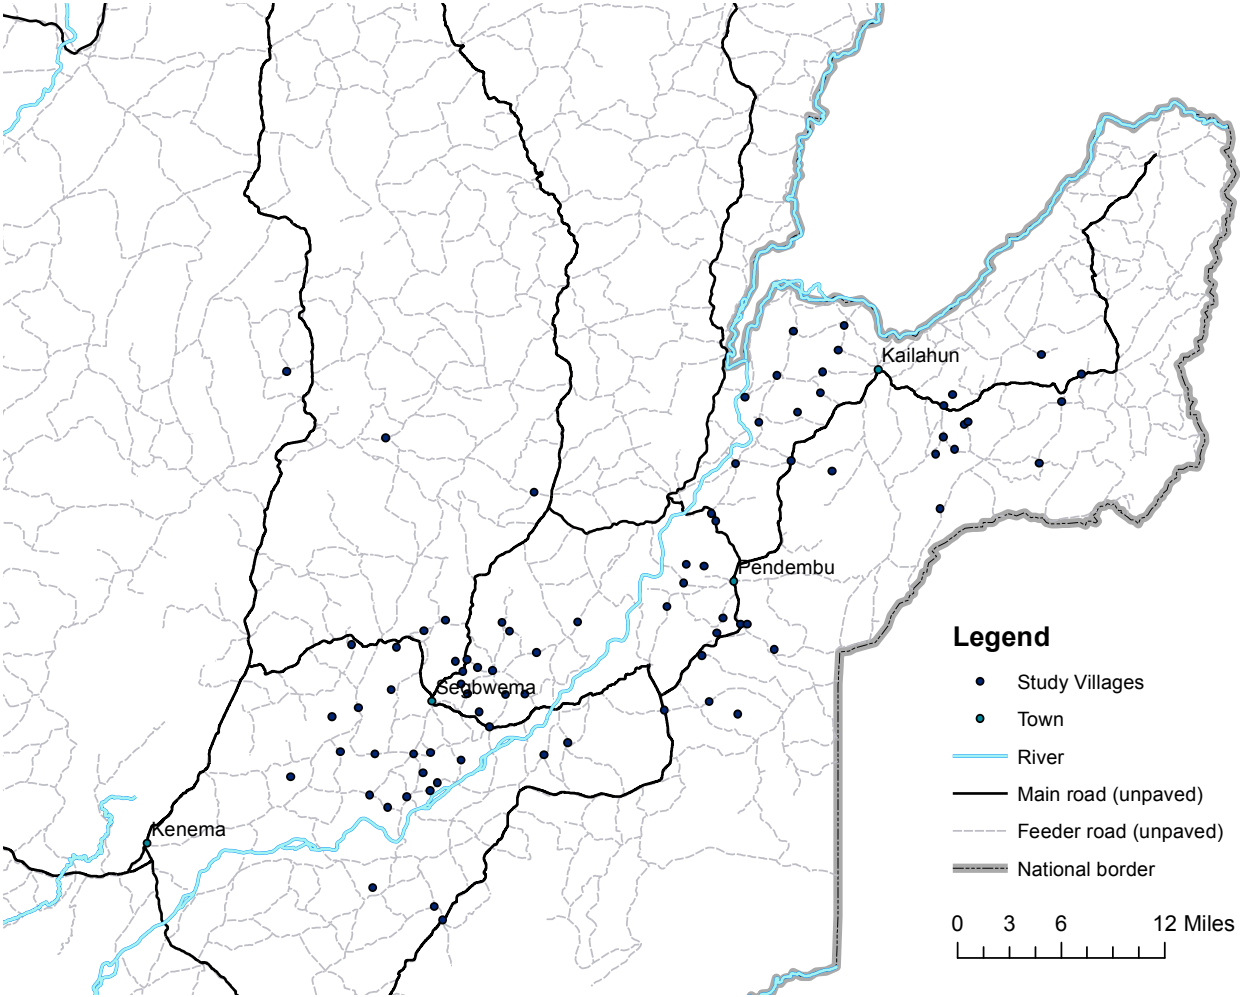 Kailahun
Pendembu
Segbwema
Kenema
Legend
Study Villages
Town
River
Main road (unpaved)
Feeder road (unpaved)
National border
0 3 6 12 Miles